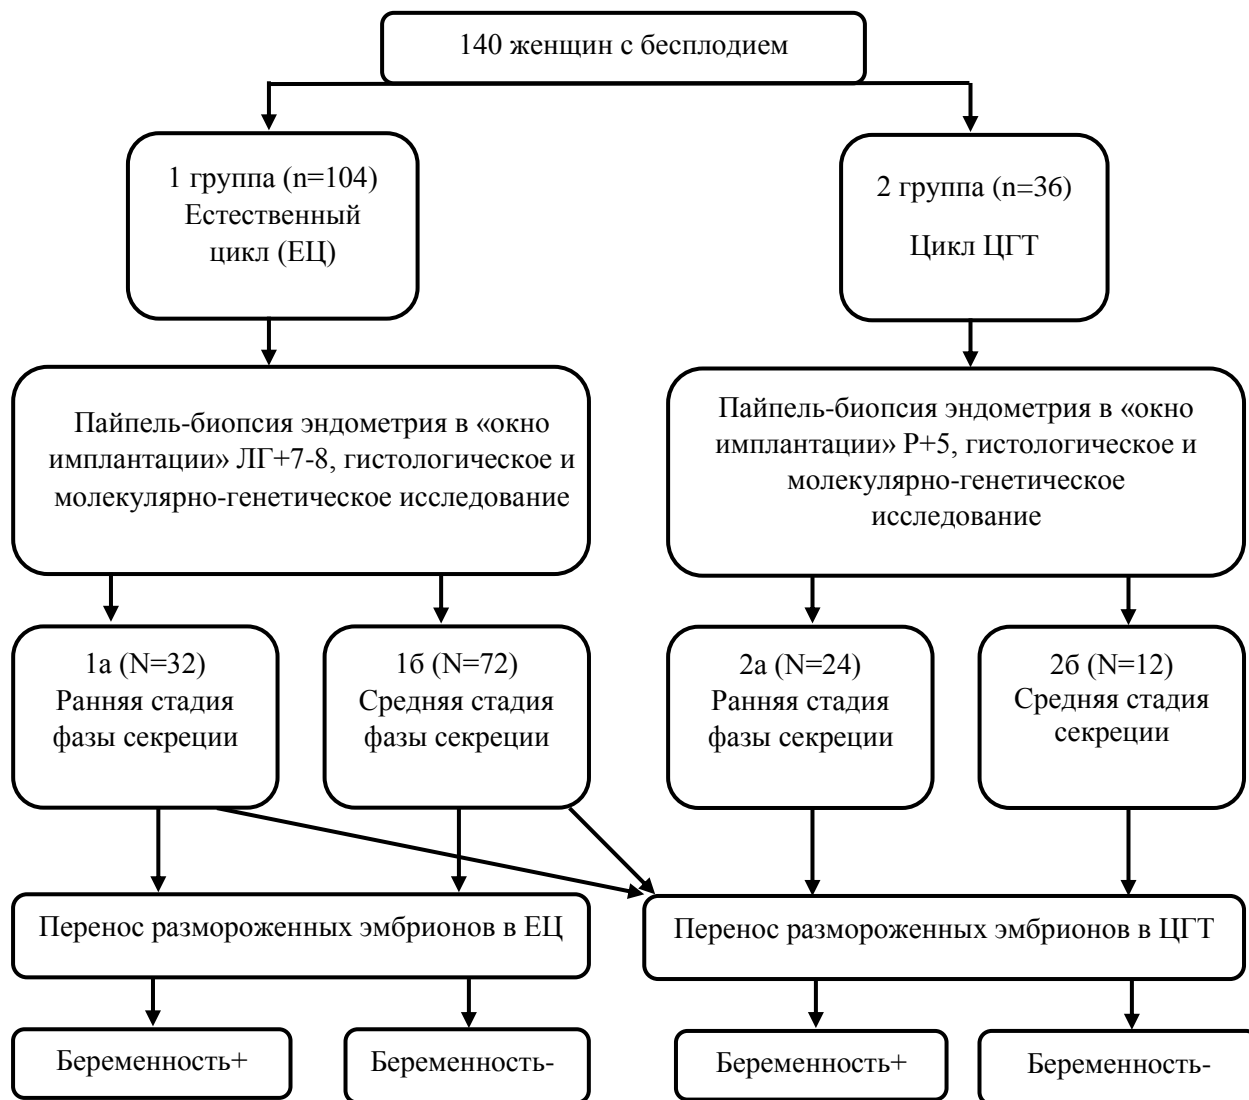 140 женщин с бесплодием
1 группа (n=104)
Естественный
цикл (ЕЦ)
2 группа (n=36)
Цикл ЦГТ
Пайпель-биопсия эндометрия в «окно
имплантации» ЛГ+7-8, гистологическое и
молекулярно-генетическое исследование
Пайпель-биопсия эндометрия в «окно
имплантации» Р+5, гистологическое и
молекулярно-генетическое
исследование
1а (N=32)
Ранняя стадия
фазы секреции
1б (N=72)
Средняя стадия
фазы секреции
2а (N=24)
Ранняя стадия
фазы секреции
2б (N=12)
Средняя стадия
секреции
Перенос размороженных эмбрионов в ЕЦ
Перенос размороженных эмбрионов в ЦГТ
Беременность+
Беременность-
Беременность+
Беременность-